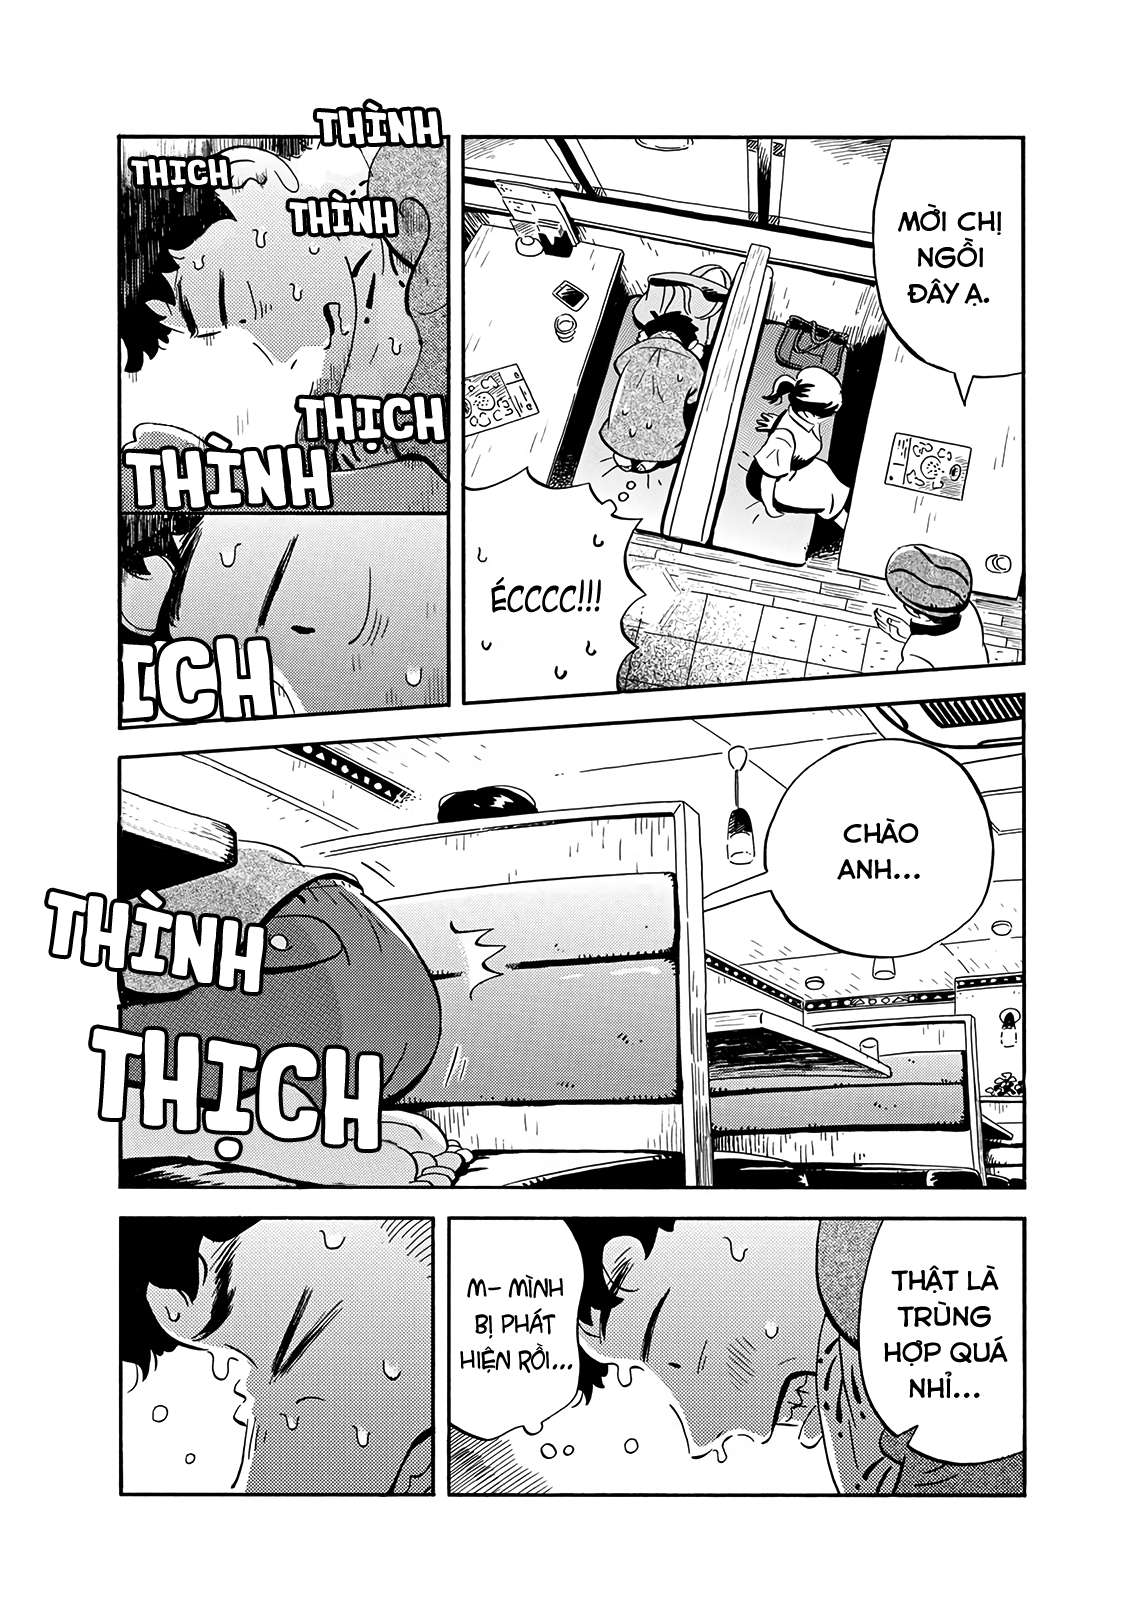 MỜI CHỊ
NGỒI
ĐÂY Ạ.
ÉCCCC!!!
THÌNH
THỊCH
THÌNH
THỊCH
THÌNH
ỊCH
CHÀO
ANH...
THÌNH
THỊCH
THẬT LÀ
TRÙNG
HỢP QUÁ
NHỈ...
M- MÌNH
BỊ PHÁT
HIỆN RỒI...